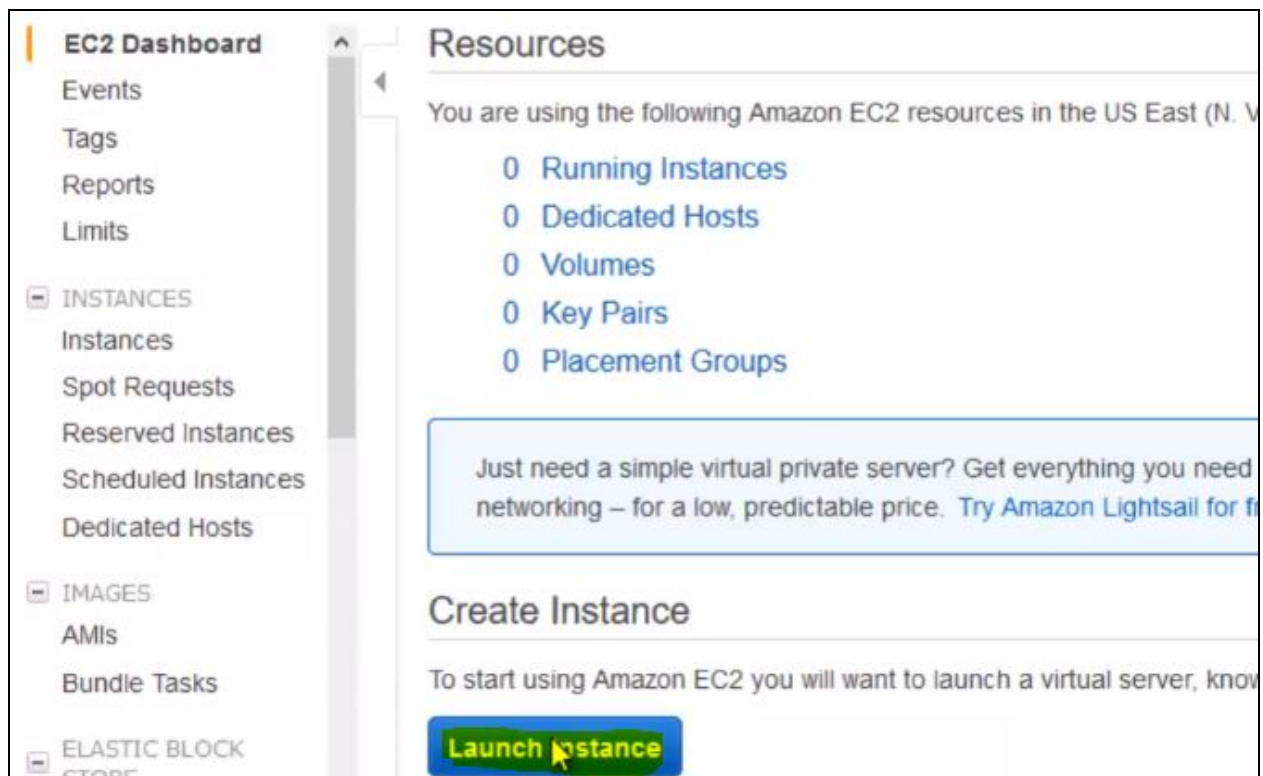 EC2 Dashboard
Events
Tags
Reports
Limits
INSTANCES
Instances
Spot Requests
Reserved Instances
Scheduled Instances
Dedicated Hosts
IMAGES
AMIs
Bundle Tasks
ELASTIC BLOCK
STORE
Resources
You are using the following Amazon EC2 resources in the US East (N. V
0 Running Instances
0 Dedicated Hosts
0 Volumes
0 Key Pairs
0 Placement Groups
Just need a simple virtual private server? Get everything you need
networking – for a low, predictable price. Try Amazon Lightsail for fr
Create Instance
To start using Amazon EC2 you will want to launch a virtual server, know
Launch Instance